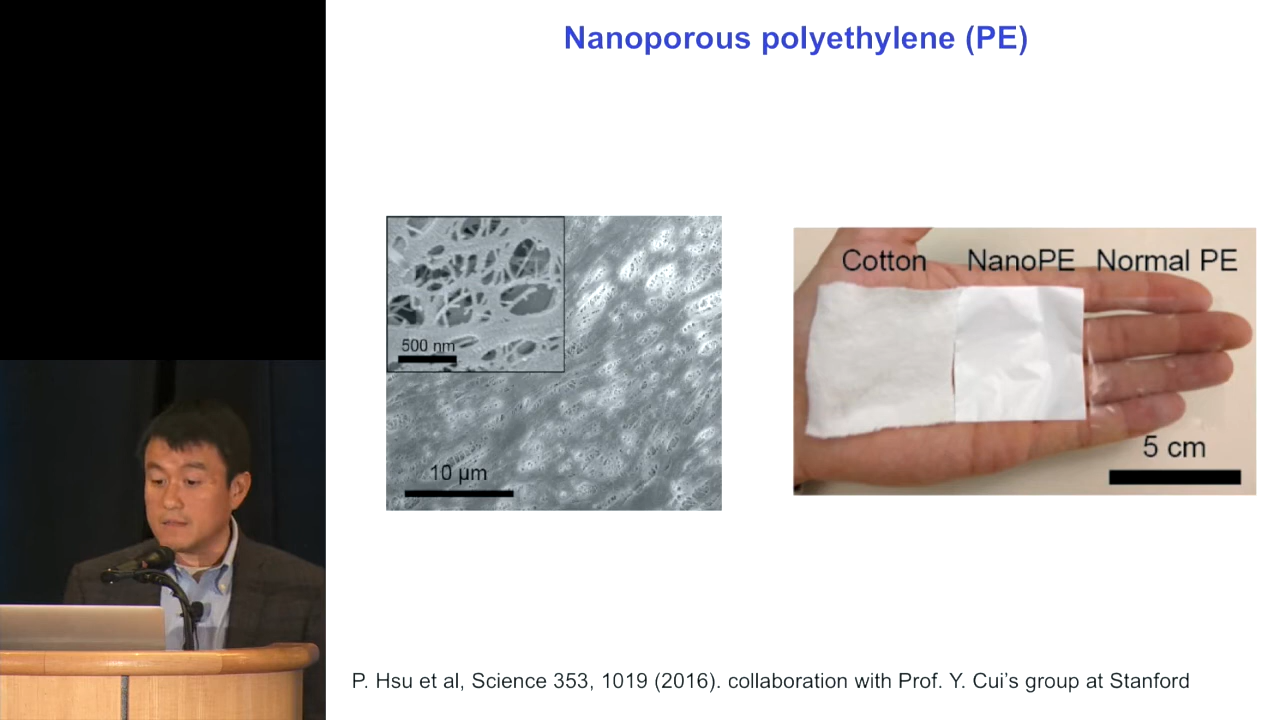 Nanoporous polyethylene (PE)
500 nm
10 µm
Cotton NanoPE Normal PE
5 cm
P. Hsu et al, Science 353, 1019 (2016). collaboration with Prof. Y. Cui's group at Stanford